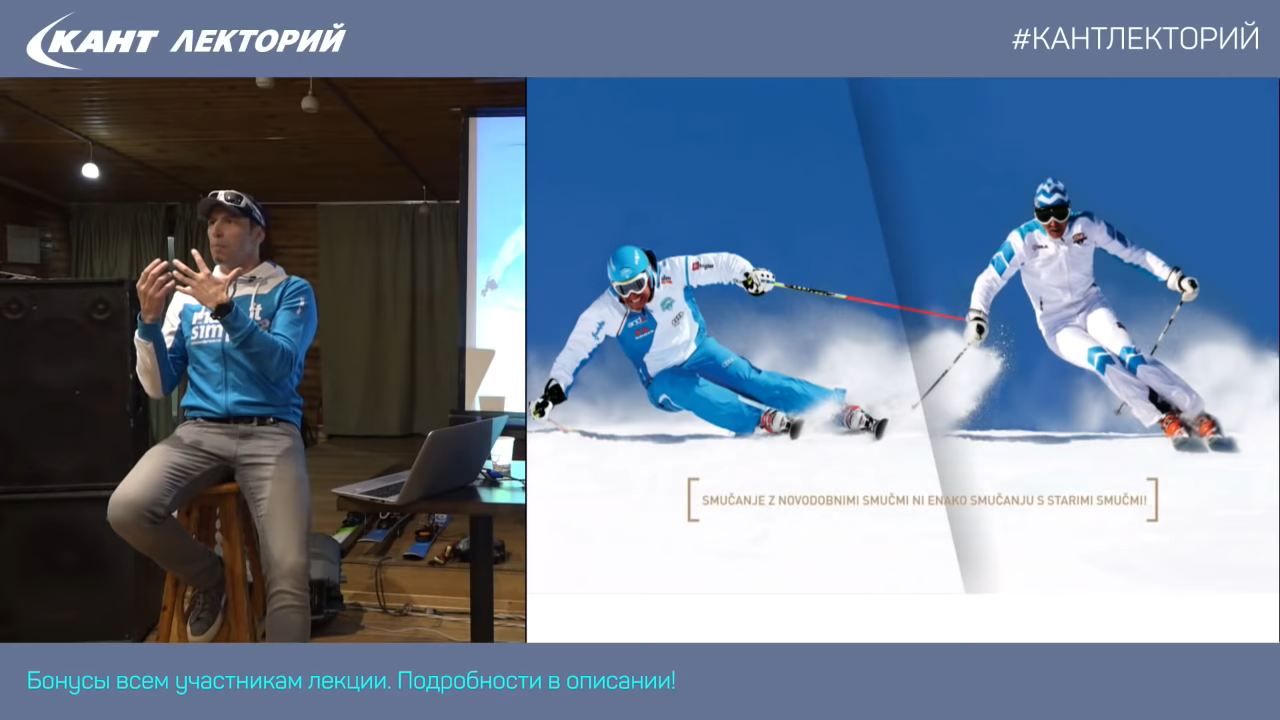 КАНТ ЛЕКТОРИЙ
#КАНТЛЕКТОРИЙ
SMUČANJE Z NOVODOBNIMI SMUČMI NI ENAKO SMUČANJU S STARIMI SMUČMI!
Бонусы всем участникам лекции. Подробности в описании!